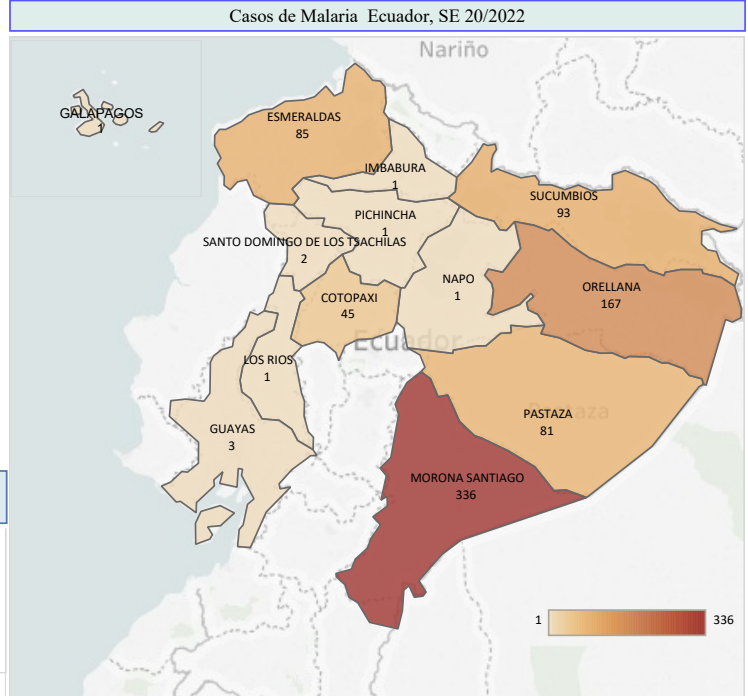 Casos de Malaria Ecuador, SE 20/2022
Nariño
GALAPAGOS
1
ESMERALDAS
85
IMBABURA
1
SUCUMBIOS
93
PICHINCHA
1
SANTO DOMINGO DE LOS TSACHILAS
2
NAPO
1
ORELLANA
167
COTOPAXI
45
Ecuador
LOS RIOS
1
GUAYAS
3
Pastaza
PASTAZA
81
MORONA SANTIAGO
336
1
336